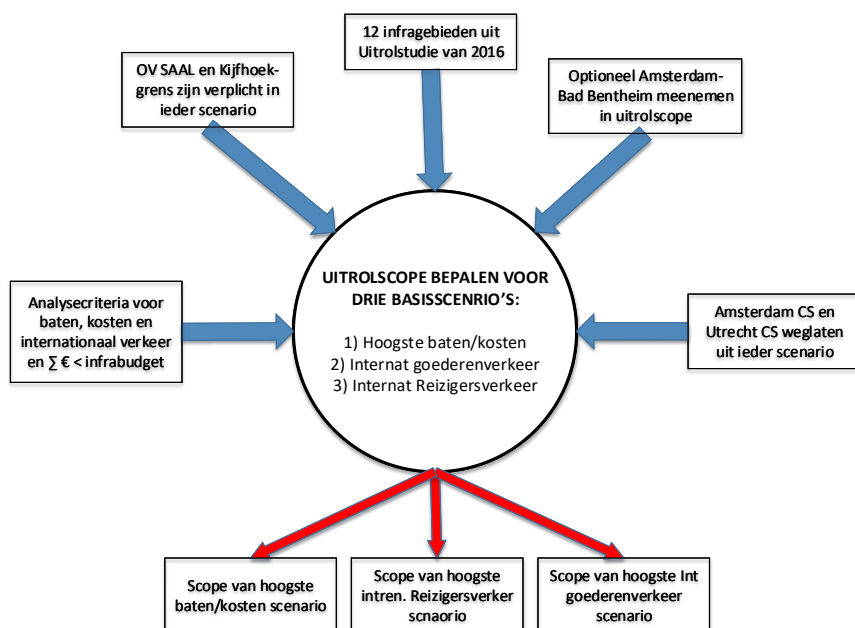 12 infragebieden uit
Uitrolstudie van 2016
OV SAAL en Kijfhoek-
grens zijn verplicht in
ieder scenario
Optioneel Amsterdam-
Bad Bentheim meenemen
in uitrolscope
UITROLSCOPE BEPALEN VOOR
DRIE BASISSCENRIO'S:
1) Hoogste baten/kosten
2) Internat goederenverkeer
3) Internat Reizigersverkeer
Analysecriteria voor
baten, kosten en
internationaal verkeer
en ∑ € < infrabudget
Amsterdam CS en
Utrecht CS weglaten
uit ieder scenario
Scope van hoogste
baten/kosten scenario
Scope van hoogste
intren. Reizigersverker
scnaorio
Scope van hoogste Int
goederenverkeer
scenario